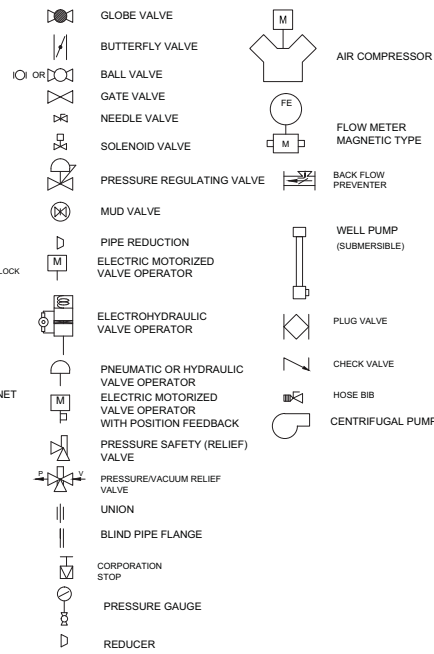 GLOBE VALVE
BUTTERFLY VALVE
OR
BALL VALVE
GATE VALVE
NEEDLE VALVE
SOLENOID VALVE
PRESSURE REGULATING VALVE
MUD VALVE
PIPE REDUCTION
LOCK
M
ELECTRIC MOTORIZED
VALVE OPERATOR
ELECTROHYDRAULIC
VALVE OPERATOR
PNEUMATIC OR HYDRAULIC
VALVE OPERATOR
NET
M
ELECTRIC MOTORIZED
VALVE OPERATOR
WITH POSITION FEEDBACK
PRESSURE SAFETY (RELIEF)
VALVE
P
V
PRESSURE/VACUUM RELIEF
VALVE
UNION
BLIND PIPE FLANGE
CORPORATION
STOP
PRESSURE GAUGE
REDUCER
M
AIR COMPRESSOR
FE
M
FLOW METER
MAGNETIC TYPE
BACK FLOW
PREVENTER
WELL PUMP
(SUBMERSIBLE)
PLUG VALVE
CHECK VALVE
HOSE BIB
CENTRIFUGAL PUMP